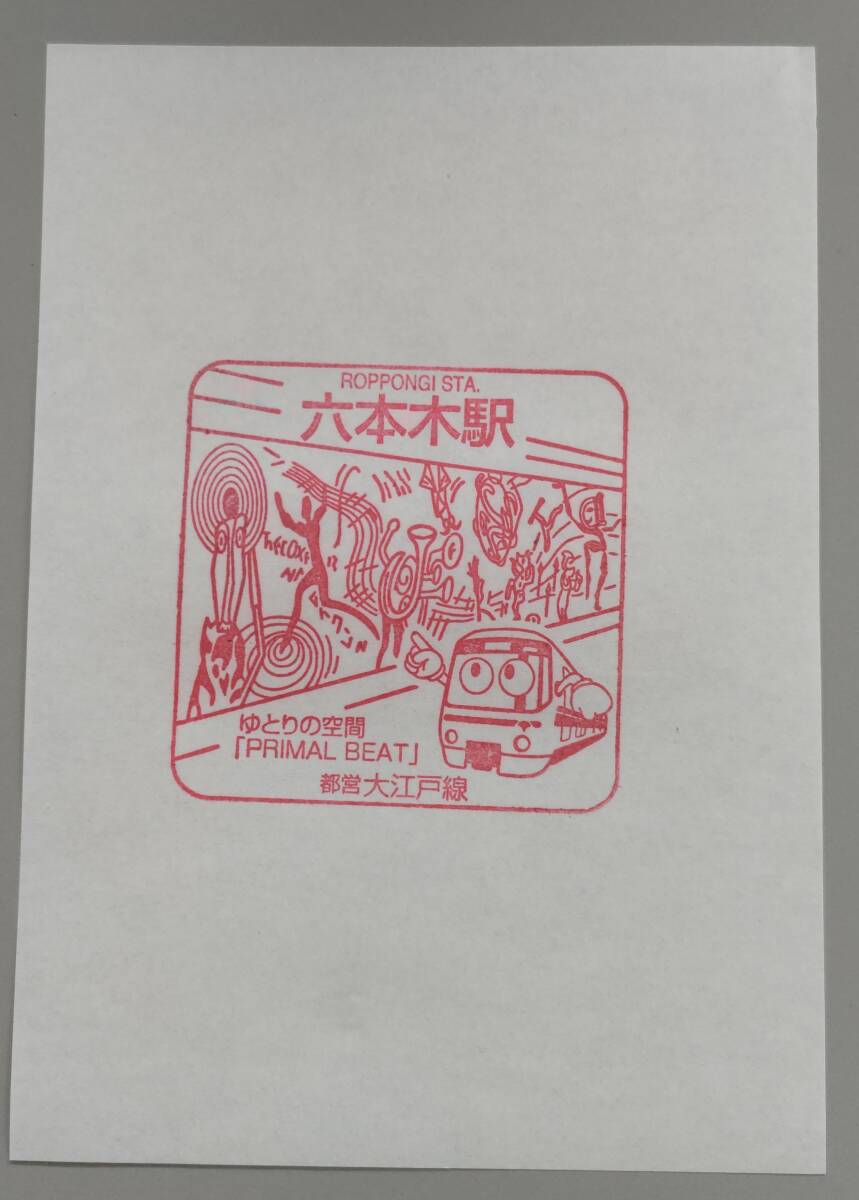 ROPPONGI STA.
六本木駅
ゆとりの空間
「PRIMAL BEAT」
都営大江戸線